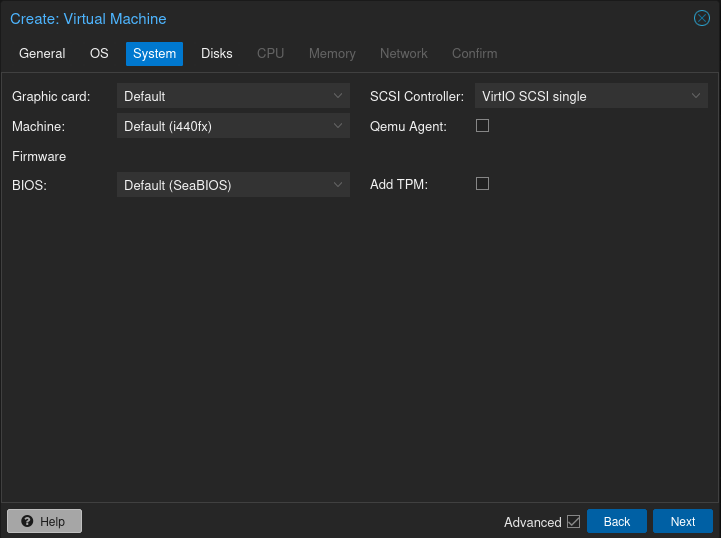 Create: Virtual Machine
General OS System Disks CPU Memory Network Confirm
Graphic card: Default SCSI Controller: VirtIO SCSI single
Machine: Default (i440fx) Qemu Agent:
Firmware
BIOS: Default (SeaBIOS) Add TPM:
Help Advanced Back Next